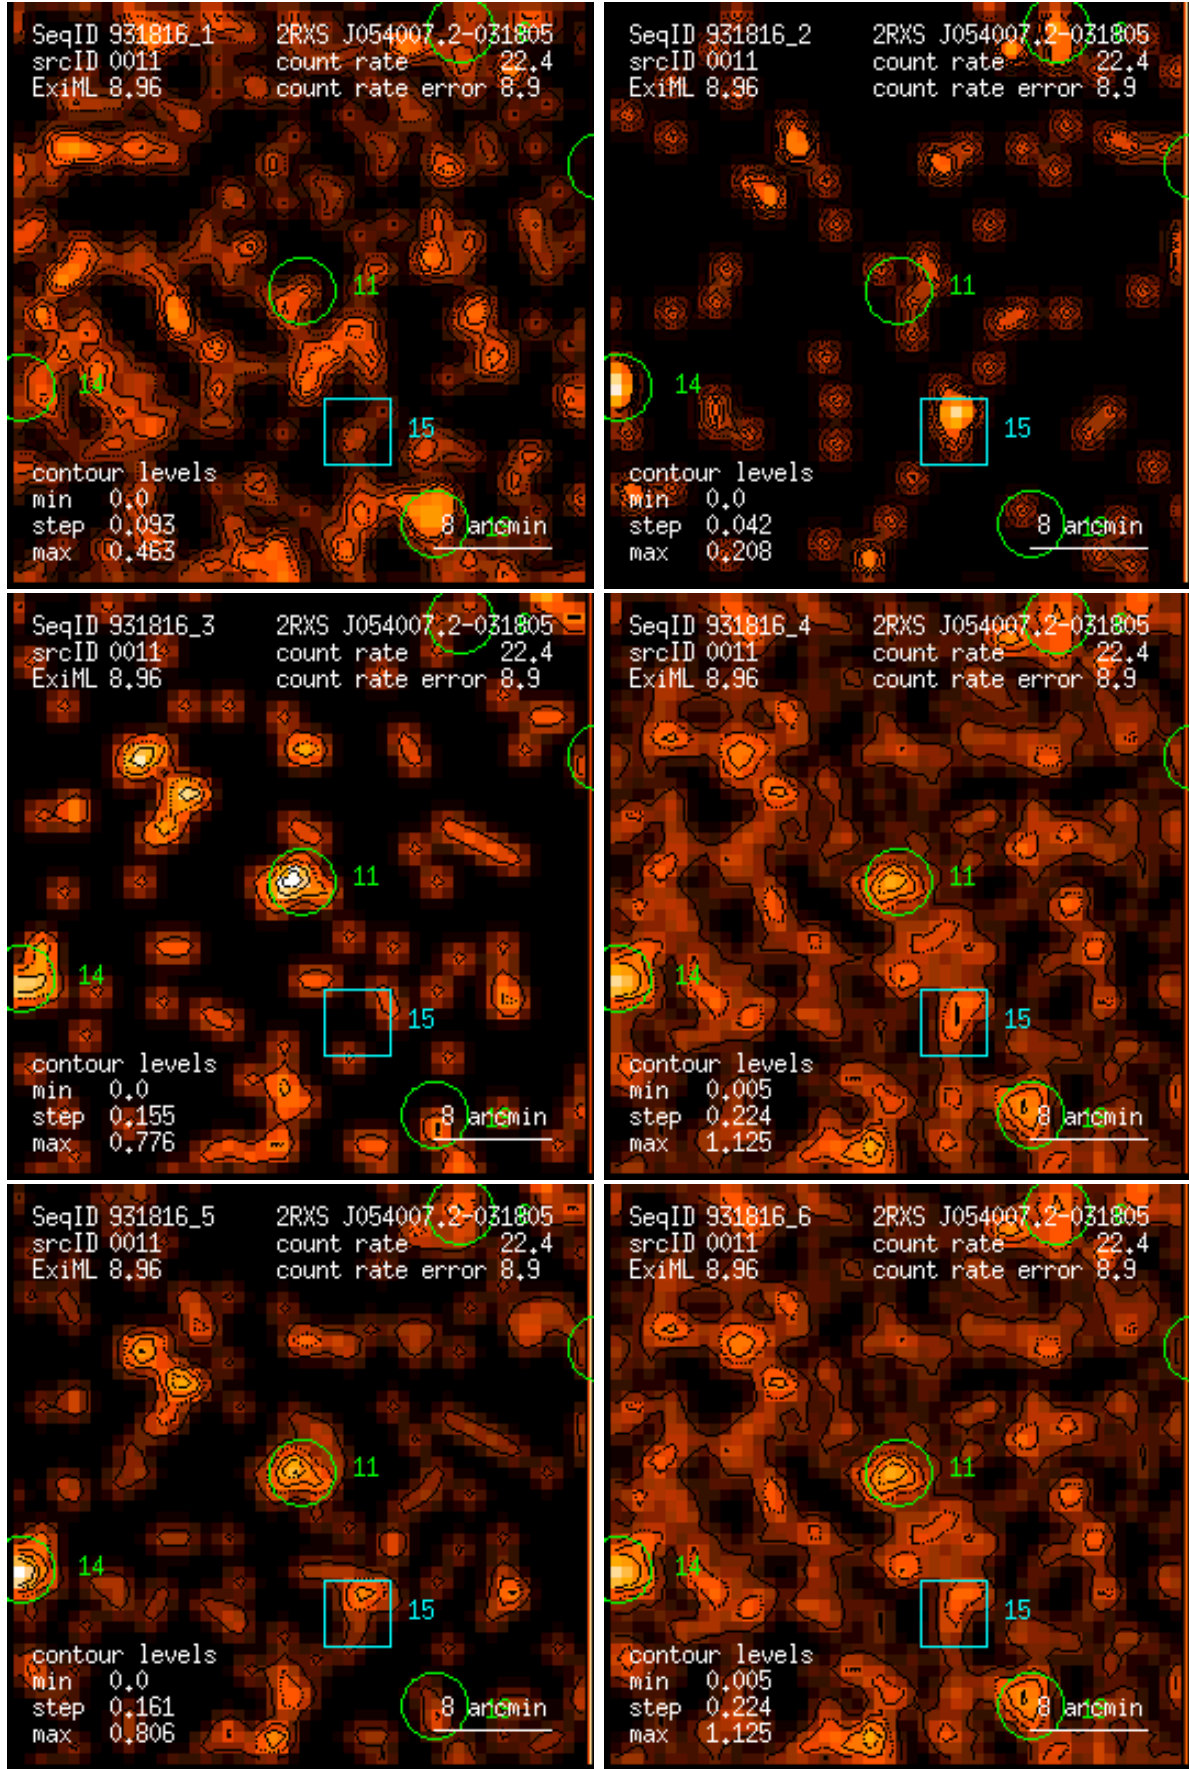 SeqID 931816_1 2RXS J054007.2-031805
srcID 0011 count rate 22.4
ExiML 8.96 count rate error 8.9
11
14
15
contour levels
min 0.0
step 0.093
max 0.463
8 arcmin
SeqID 931816_2 2RXS J054007.2-031805
srcID 0011 count rate 22.4
ExiML 8.96 count rate error 8.9
11
14
15
contour levels
min 0.0
step 0.042
max 0.208
8 arcmin
SeqID 931816_3 2RXS J054007.2-031805
srcID 0011 count rate 22.4
ExiML 8.96 count rate error 8.9
11
14
15
contour levels
min 0.0
step 0.155
max 0.776
8 arcmin
SeqID 931816_4 2RXS J054007.2-031805
srcID 0011 count rate 22.4
ExiML 8.96 count rate error 8.9
11
14
15
contour levels
min 0.005
step 0.224
max 1.125
8 arcmin
SeqID 931816_5 2RXS J054007.2-031805
srcID 0011 count rate 22.4
ExiML 8.96 count rate error 8.9
11
14
15
contour levels
min 0.0
step 0.161
max 0.806
8 arcmin
SeqID 931816_6 2RXS J054007.2-031805
srcID 0011 count rate 22.4
ExiML 8.96 count rate error 8.9
11
14
15
contour levels
min 0.005
step 0.224
max 1.125
8 arcmin